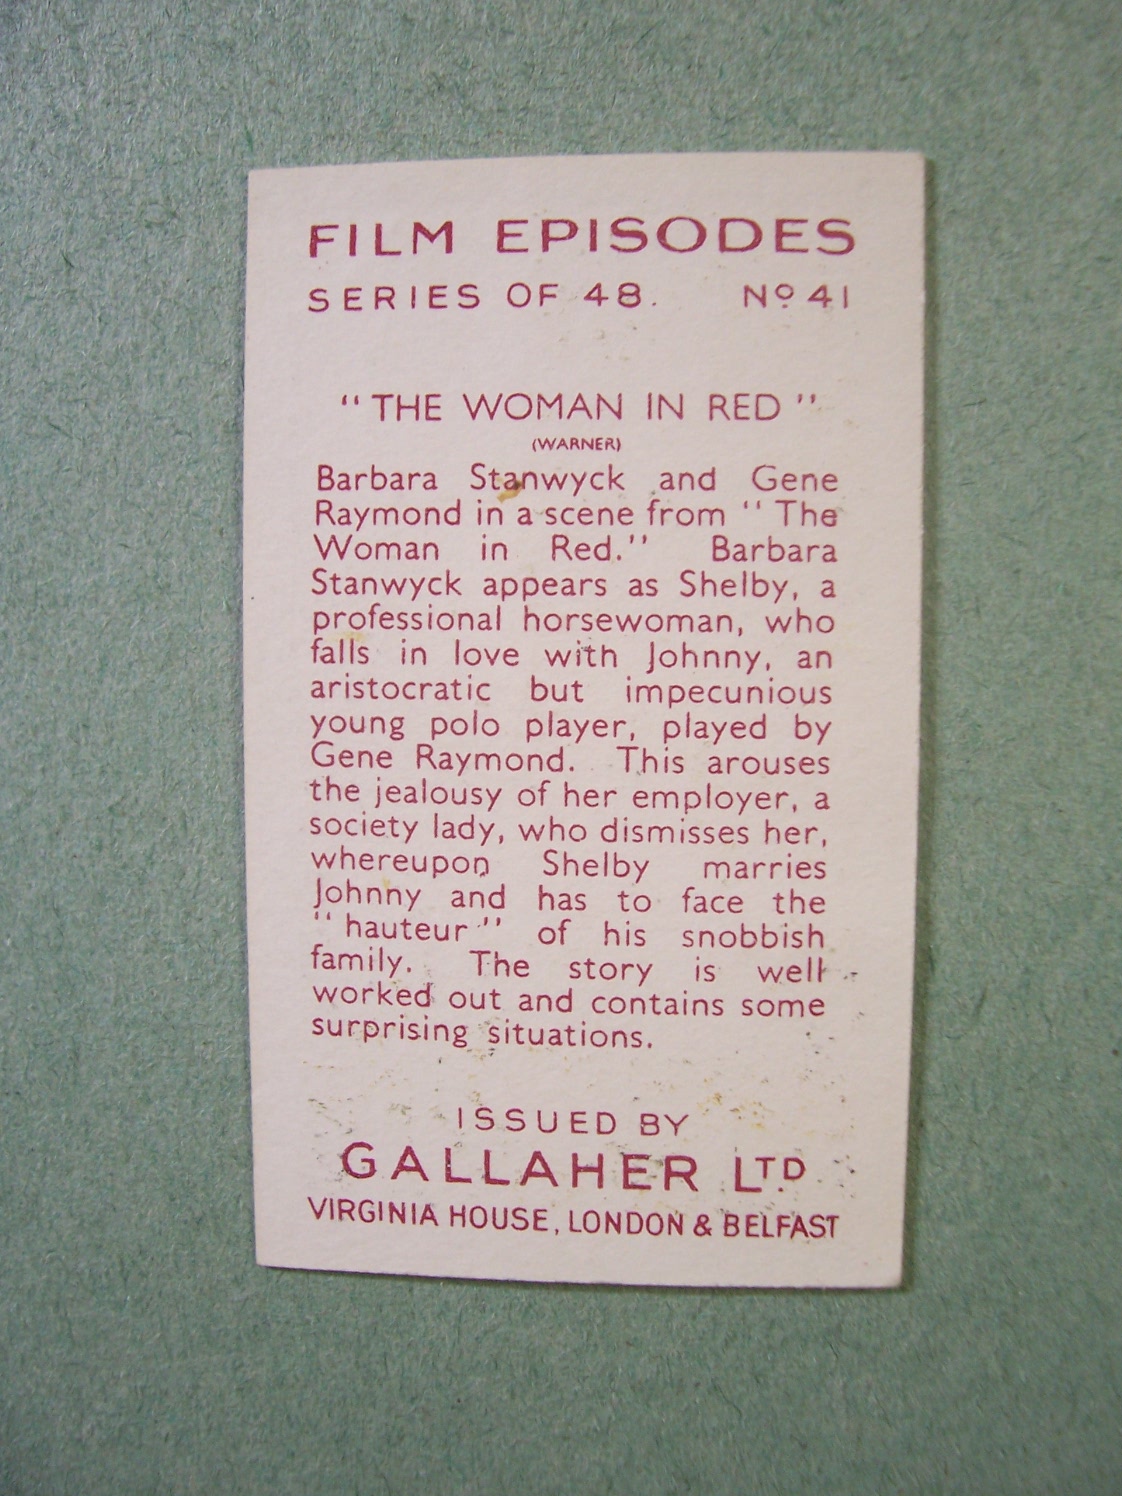 FILM EPISODES
SERIES OF 48. Nº 41
"THE WOMAN IN RED"
(WARNER)
Barbara Stanwyck and Gene
Raymond in a scene from "The
Woman in Red." Barbara
Stanwyck appears as Shelby, a
professional horsewoman, who
falls in love with Johnny, an
aristocratic but impecunious
young polo player, played by
Gene Raymond. This arouses
the jealousy of her employer, a
society lady, who dismisses her,
whereupon Shelby marries
Johnny and has to face the
"hauteur" of his snobbish
family. The story is well
worked out and contains some
surprising situations.
ISSUED BY
GALLAHER LTD
VIRGINIA HOUSE, LONDON & BELFAST